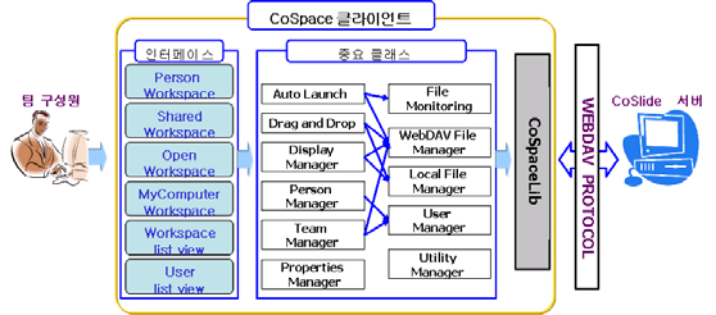 CoSpace 클라이언트
인터페이스
중요 클래스
팀 구성원
Person
Workspace
Shared
Workspace
Open
Workspace
MyComputer
Workspace
Workspace
list view
User
list view
Auto Launch
Drag and Drop
Display
Manager
Person
Manager
Team
Manager
Properties
Manager
File
Monitoring
WebDAV File
Manager
Local File
Manager
User
Manager
Utility
Manager
CoSpaceLib
WEBDAV PROTOCOL
CoSlide 서버